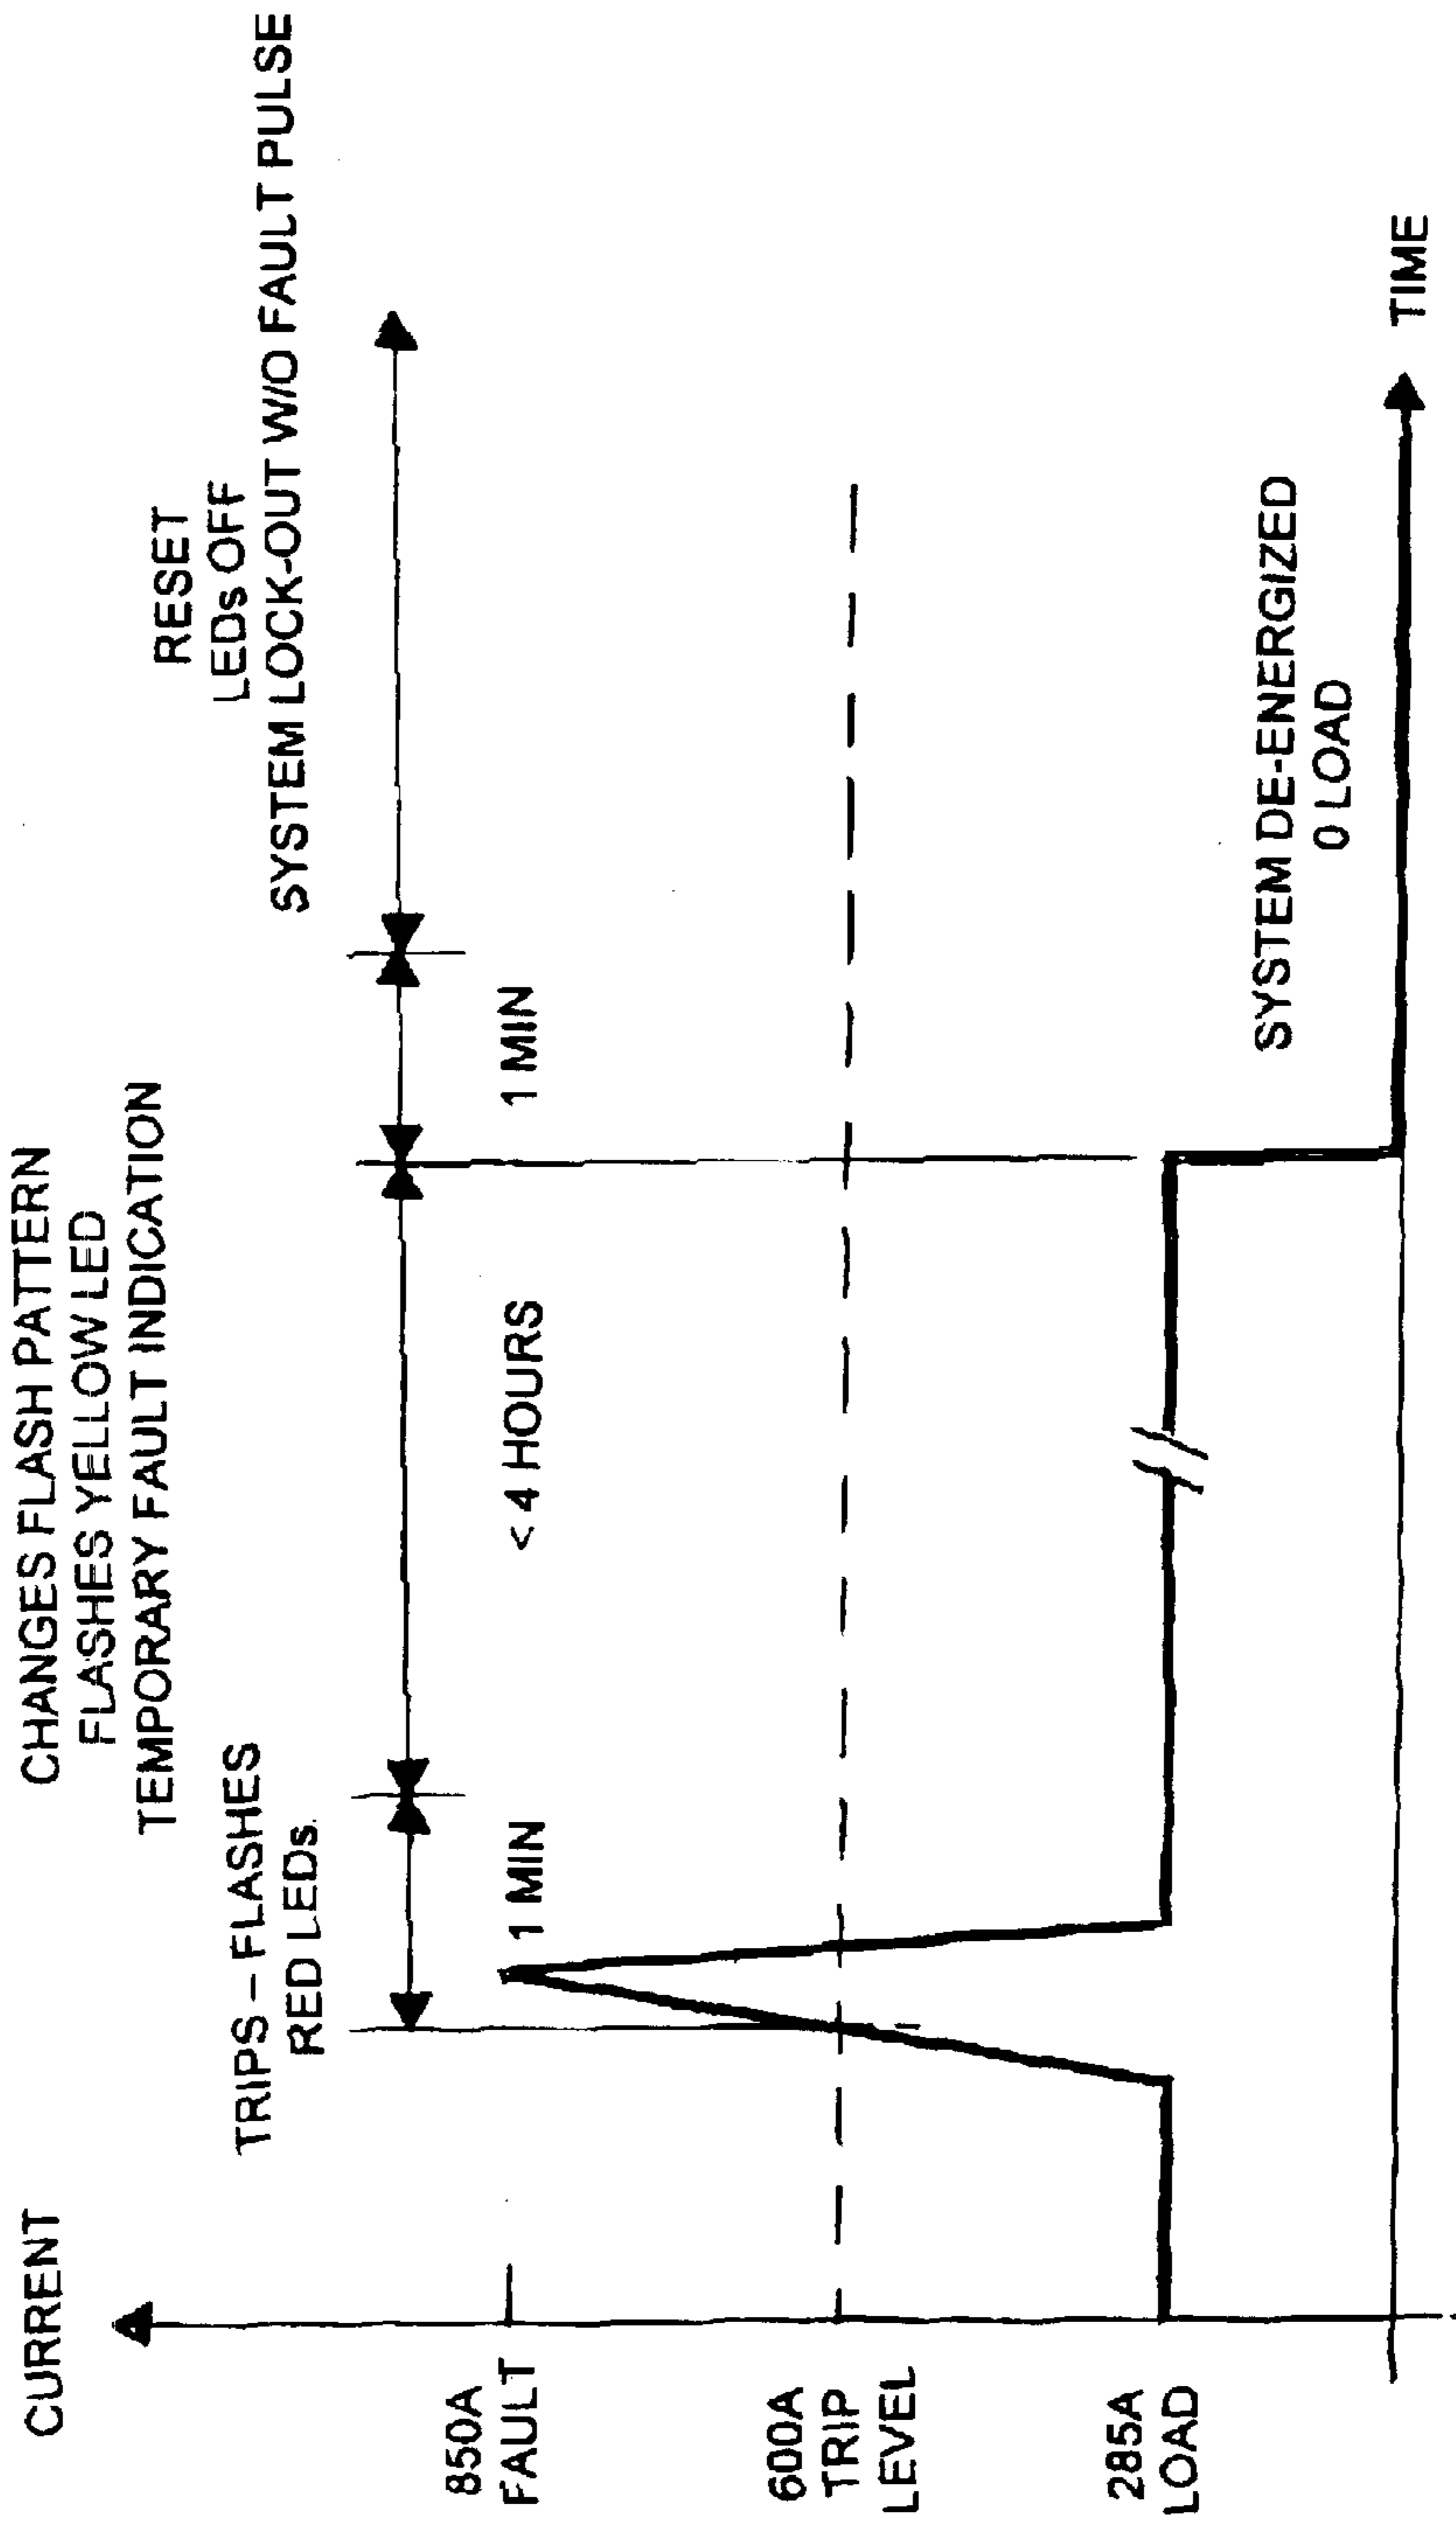 CURRENT
850A
FAULT
600A
TRIP
LEVEL
285A
LOAD
TRIPS – FLASHES
RED LEDs.
1 MIN
CHANGES FLASH PATTERN
FLASHES YELLOW LED
TEMPORARY FAULT INDICATION
< 4 HOURS
1 MIN
RESET
LEDs OFF
SYSTEM LOCK-OUT W/O FAULT PULSE
SYSTEM DE-ENERGIZED
0 LOAD
TIME